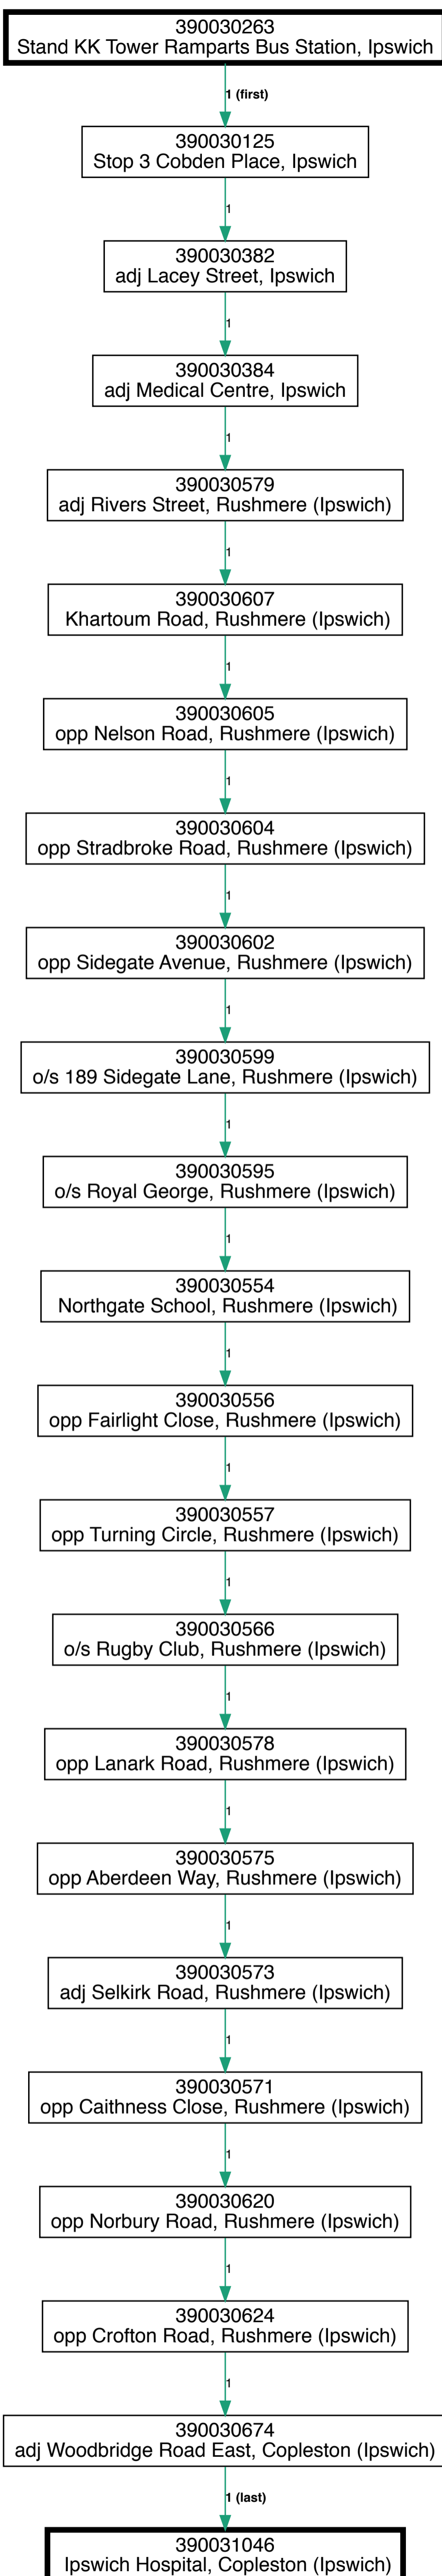 390030263
Stand KK Tower Ramparts Bus Station, Ipswich
1 (first)
390030125
Stop 3 Cobden Place, Ipswich
1
390030382
adj Lacey Street, Ipswich
1
390030384
adj Medical Centre, Ipswich
1
390030579
adj Rivers Street, Rushmere (Ipswich)
1
390030607
Khartoum Road, Rushmere (Ipswich)
1
390030605
opp Nelson Road, Rushmere (Ipswich)
1
390030604
opp Stradbroke Road, Rushmere (Ipswich)
1
390030602
opp Sidegate Avenue, Rushmere (Ipswich)
1
390030599
o/s 189 Sidegate Lane, Rushmere (Ipswich)
1
390030595
o/s Royal George, Rushmere (Ipswich)
1
390030554
Northgate School, Rushmere (Ipswich)
1
390030556
opp Fairlight Close, Rushmere (Ipswich)
1
390030557
opp Turning Circle, Rushmere (Ipswich)
1
390030566
o/s Rugby Club, Rushmere (Ipswich)
1
390030578
opp Lanark Road, Rushmere (Ipswich)
1
390030575
opp Aberdeen Way, Rushmere (Ipswich)
1
390030573
adj Selkirk Road, Rushmere (Ipswich)
1
390030571
opp Caithness Close, Rushmere (Ipswich)
1
390030620
opp Norbury Road, Rushmere (Ipswich)
1
390030624
opp Crofton Road, Rushmere (Ipswich)
1
390030674
adj Woodbridge Road East, Copleston (Ipswich)
1 (last)
390031046
Ipswich Hospital, Copleston (Ipswich)